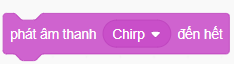 phát âm thanh Chirp đến hết